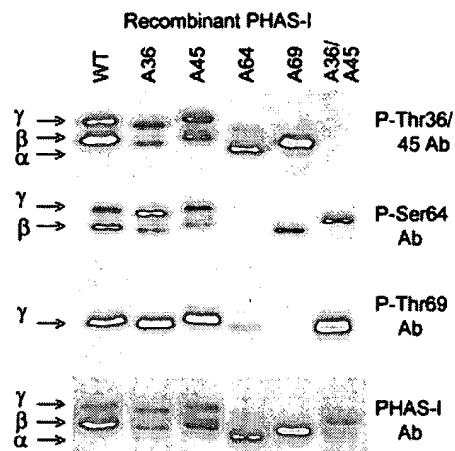 Recombinant PHAS-I
WT A36 A45 A64 A69 A36/
A45
γ
β
α
P-Thr36/
45 Ab
γ
β
P-Ser64
Ab
γ
P-Thr69
Ab
γ
β
α
PHAS-I
Ab